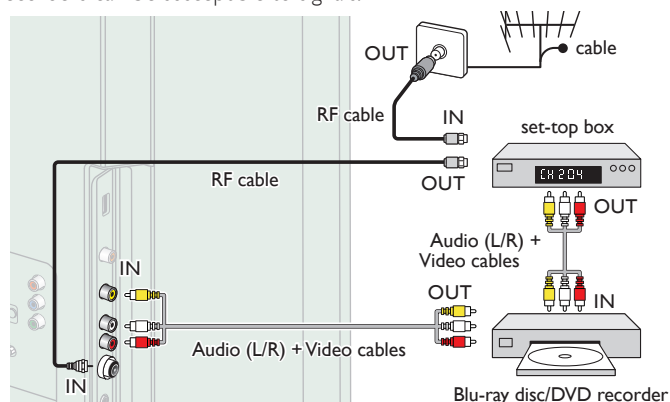 OUT
cable
RF cable
IN
set-top box
RF cable
OUT
CH 204
OUT
Audio (L/R) +
Video cables
IN
OUT
IN
Audio (L/R) + Video cables
IN
Blu-ray disc/DVD recorder